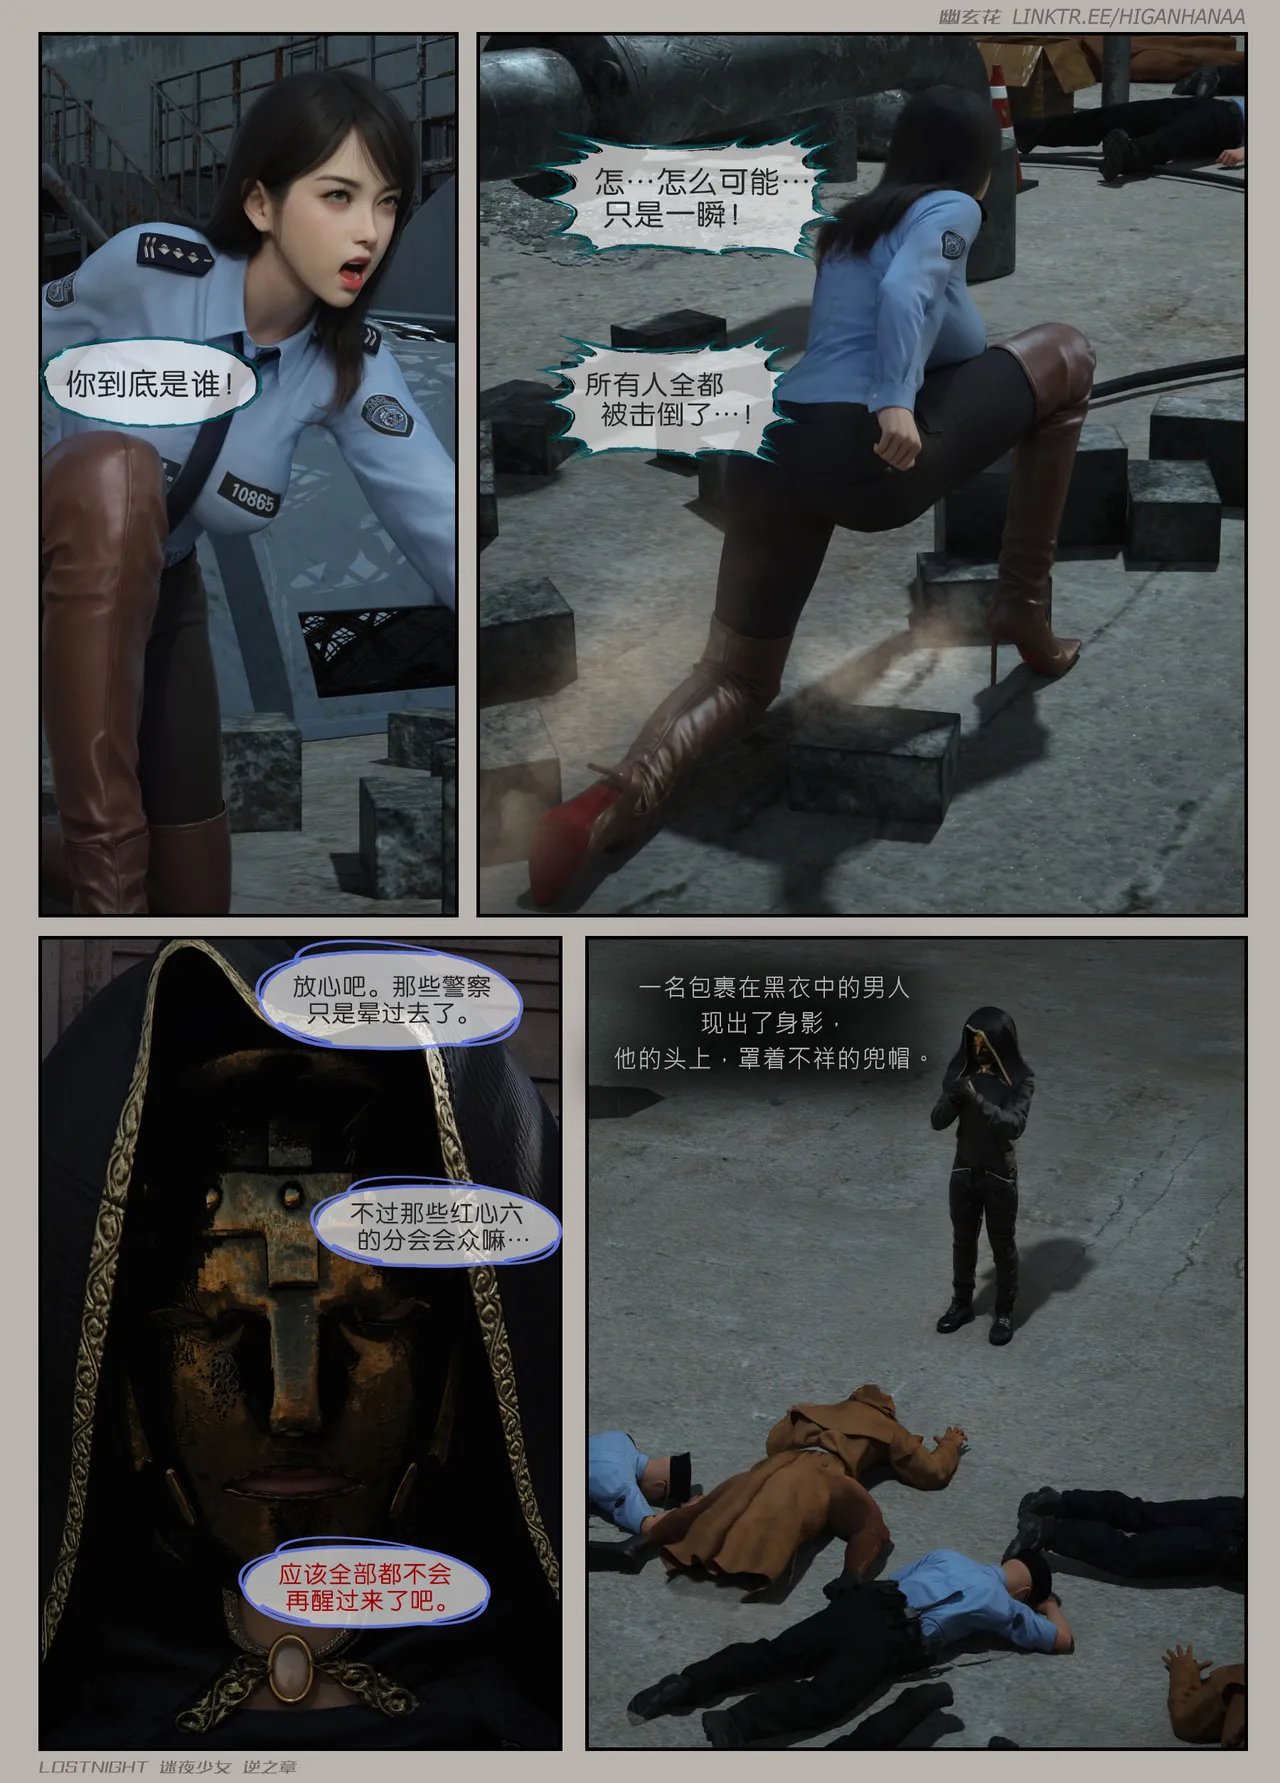 幽玄花 LINKTR.EE/HIGANHANAA
你到底是谁！
怎…怎么可能…
只是一瞬！
所有人全都
被击倒了…！
10865
放心吧。那些警察
只是晕过去了。
不过那些红心六
的分会会众嘛…
应该全部都不会
再醒过来了吧。
一名包裹在黑衣中的男人
现出了身影，
他的头上，罩着不祥的兜帽。
LOSTNIGHT 迷夜少女 逆之章